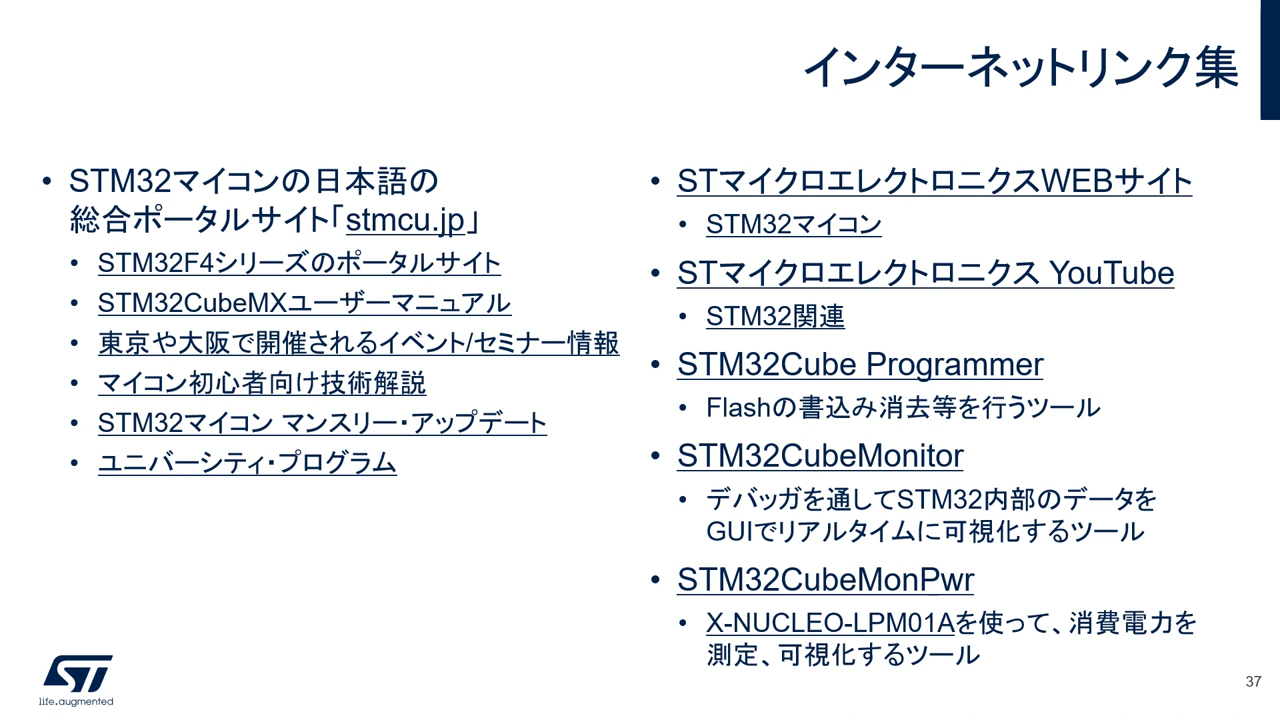 インターネットリンク集
• STM32マイコンの日本語の
総合ポータルサイト「stmcu.jp」
• STM32F4シリーズのポータルサイト
• STM32CubeMXユーザーマニュアル
• 東京や大阪で開催されるイベント/セミナー情報
• マイコン初心者向け技術解説
• STM32マイコン マンスリー・アップデート
• ユニバーシティ・プログラム
• STマイクロエレクトロニクスWEBサイト
• STM32マイコン
• STマイクロエレクトロニクス YouTube
• STM32関連
• STM32Cube Programmer
• Flashの書込み消去等を行うツール
• STM32CubeMonitor
• デバッガを通してSTM32内部のデータを
GUIでリアルタイムに可視化するツール
• STM32CubeMonPwr
• X-NUCLEO-LPM01Aを使って、消費電力を
測定、可視化するツール
ST
life.augmented
37